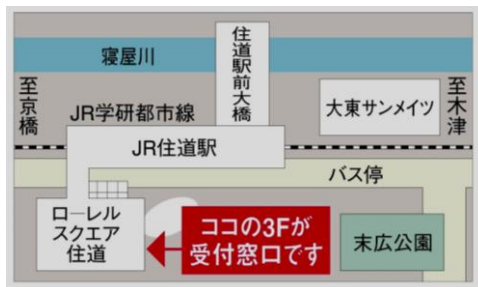 寝屋川
住道駅前大橋
至京橋
JR学研都市線
大東サンメイツ
至木津
JR住道駅
バス停
ローレル
スクエア
住道
ココの3Fが
受付窓口です
末広公園